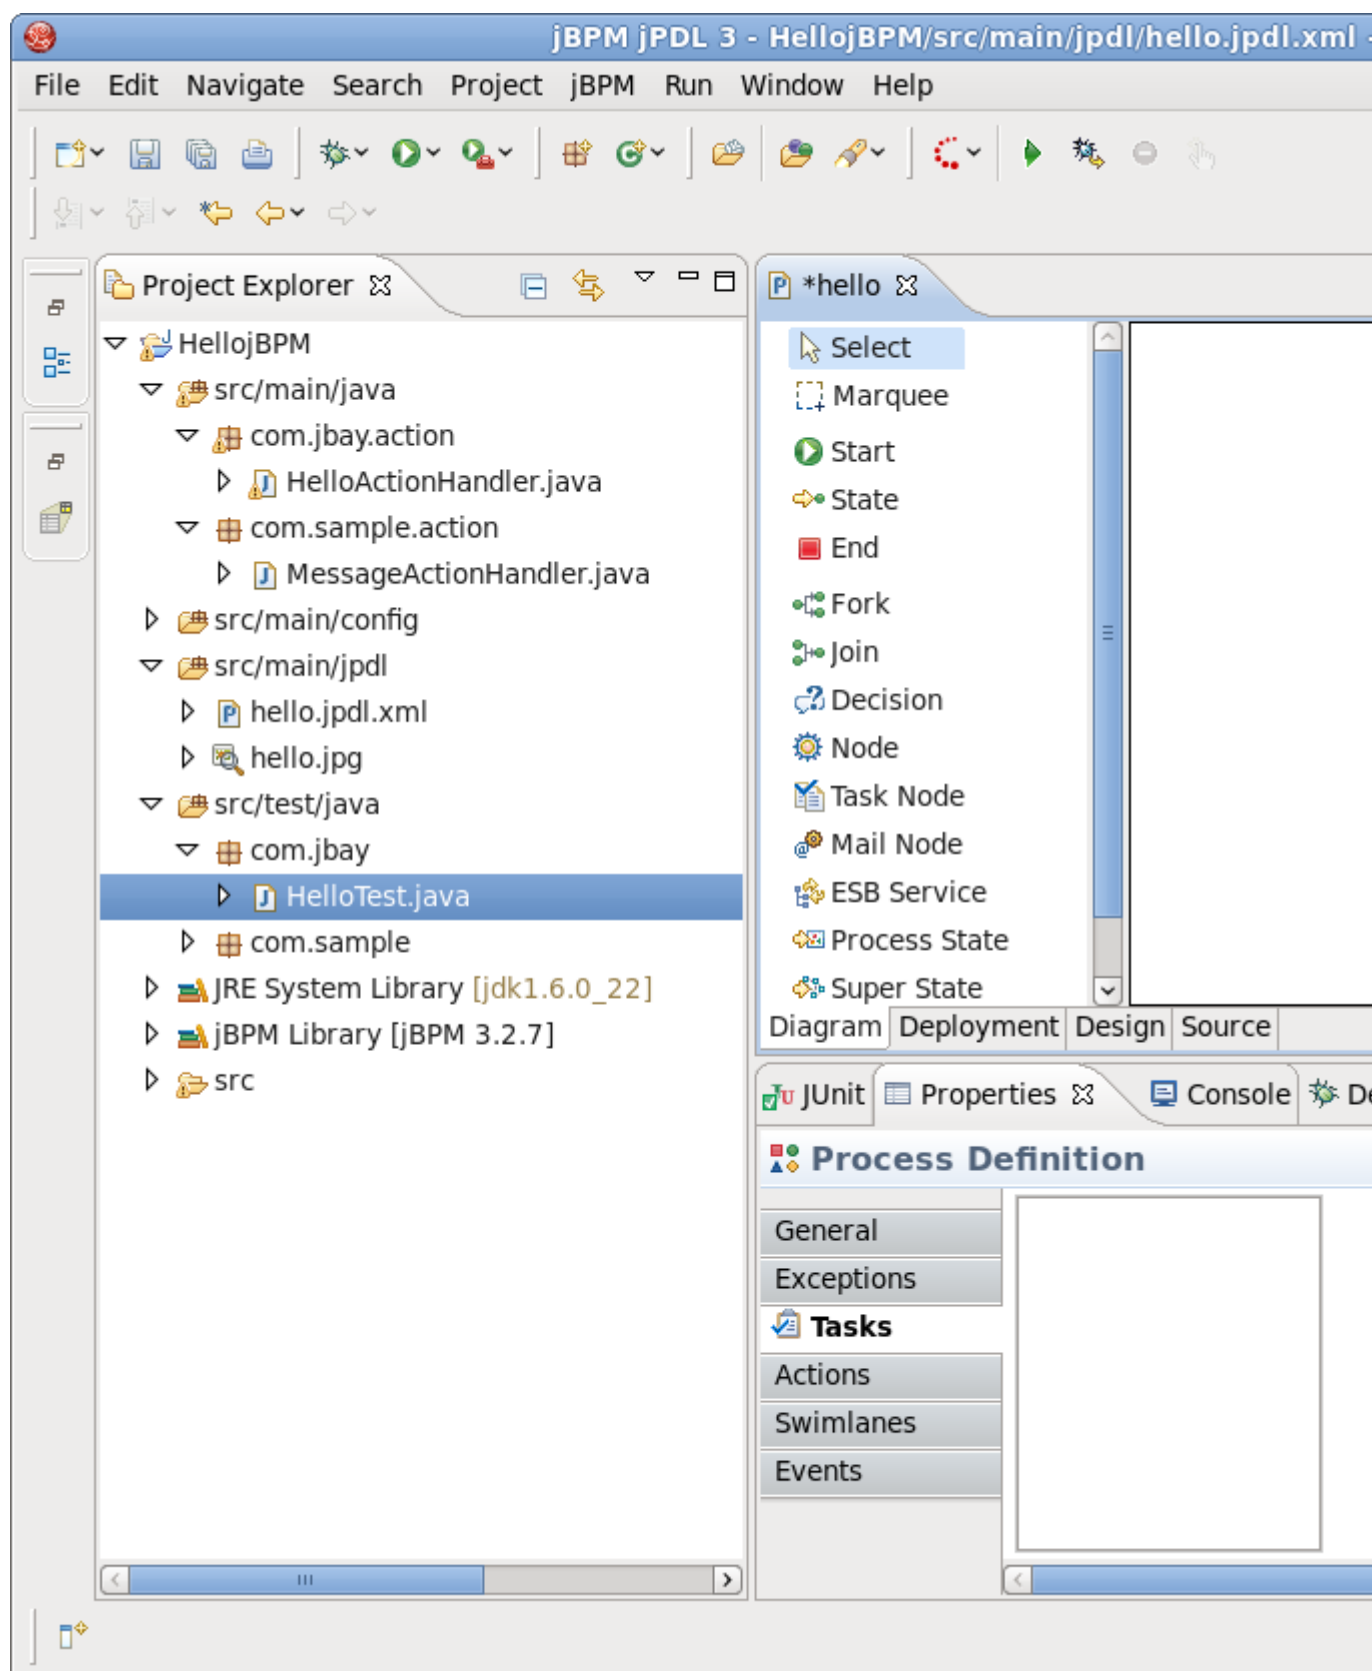 jBPM jPDL 3 - HellojBPM/src/main/jpdl/hello.jpdl.xml -
File Edit Navigate Search Project jBPM Run Window Help
Project Explorer
HellojBPM
src/main/java
com.jbay.action
HelloActionHandler.java
com.sample.action
MessageActionHandler.java
src/main/config
src/main/jpdl
hello.jpdl.xml
hello.jpg
src/test/java
com.jbay
HelloTest.java
com.sample
JRE System Library [jdk1.6.0_22]
jBPM Library [jBPM 3.2.7]
src
*hello
Select
Marquee
Start
State
End
Fork
Join
Decision
Node
Task Node
Mail Node
ESB Service
Process State
Super State
Diagram Deployment Design Source
JUnit Properties Console De
Process Definition
General
Exceptions
Tasks
Actions
Swimlanes
Events